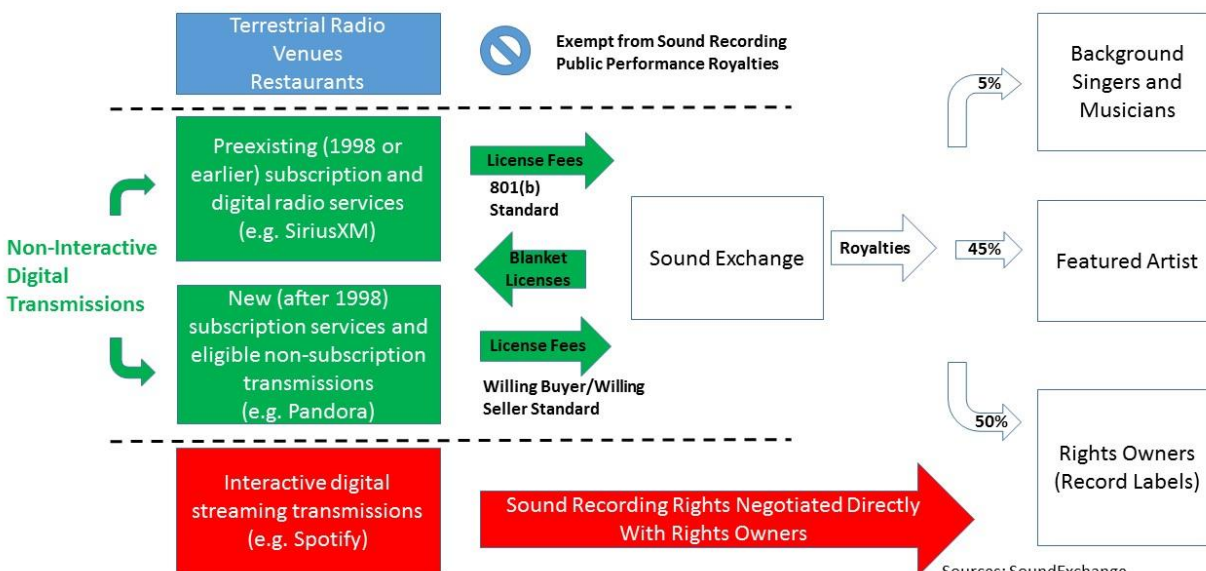 Terrestrial Radio
Venues
Restaurants
Exempt from Sound Recording
Public Performance Royalties
5%
Background
Singers and
Musicians
Non-Interactive
Digital
Transmissions
Preexisting (1998 or
earlier) subscription and
digital radio services
(e.g. SiriusXM)
License Fees
801(b)
Standard
Blanket
Licenses
New (after 1998)
subscription services and
eligible non-subscription
transmissions
(e.g. Pandora)
License Fees
Willing Buyer/Willing
Seller Standard
Sound Exchange
Royalties
45%
Featured Artist
50%
Rights Owners
(Record Labels)
Interactive digital
streaming transmissions
(e.g. Spotify)
Sound Recording Rights Negotiated Directly
With Rights Owners
Sources: SoundExchange